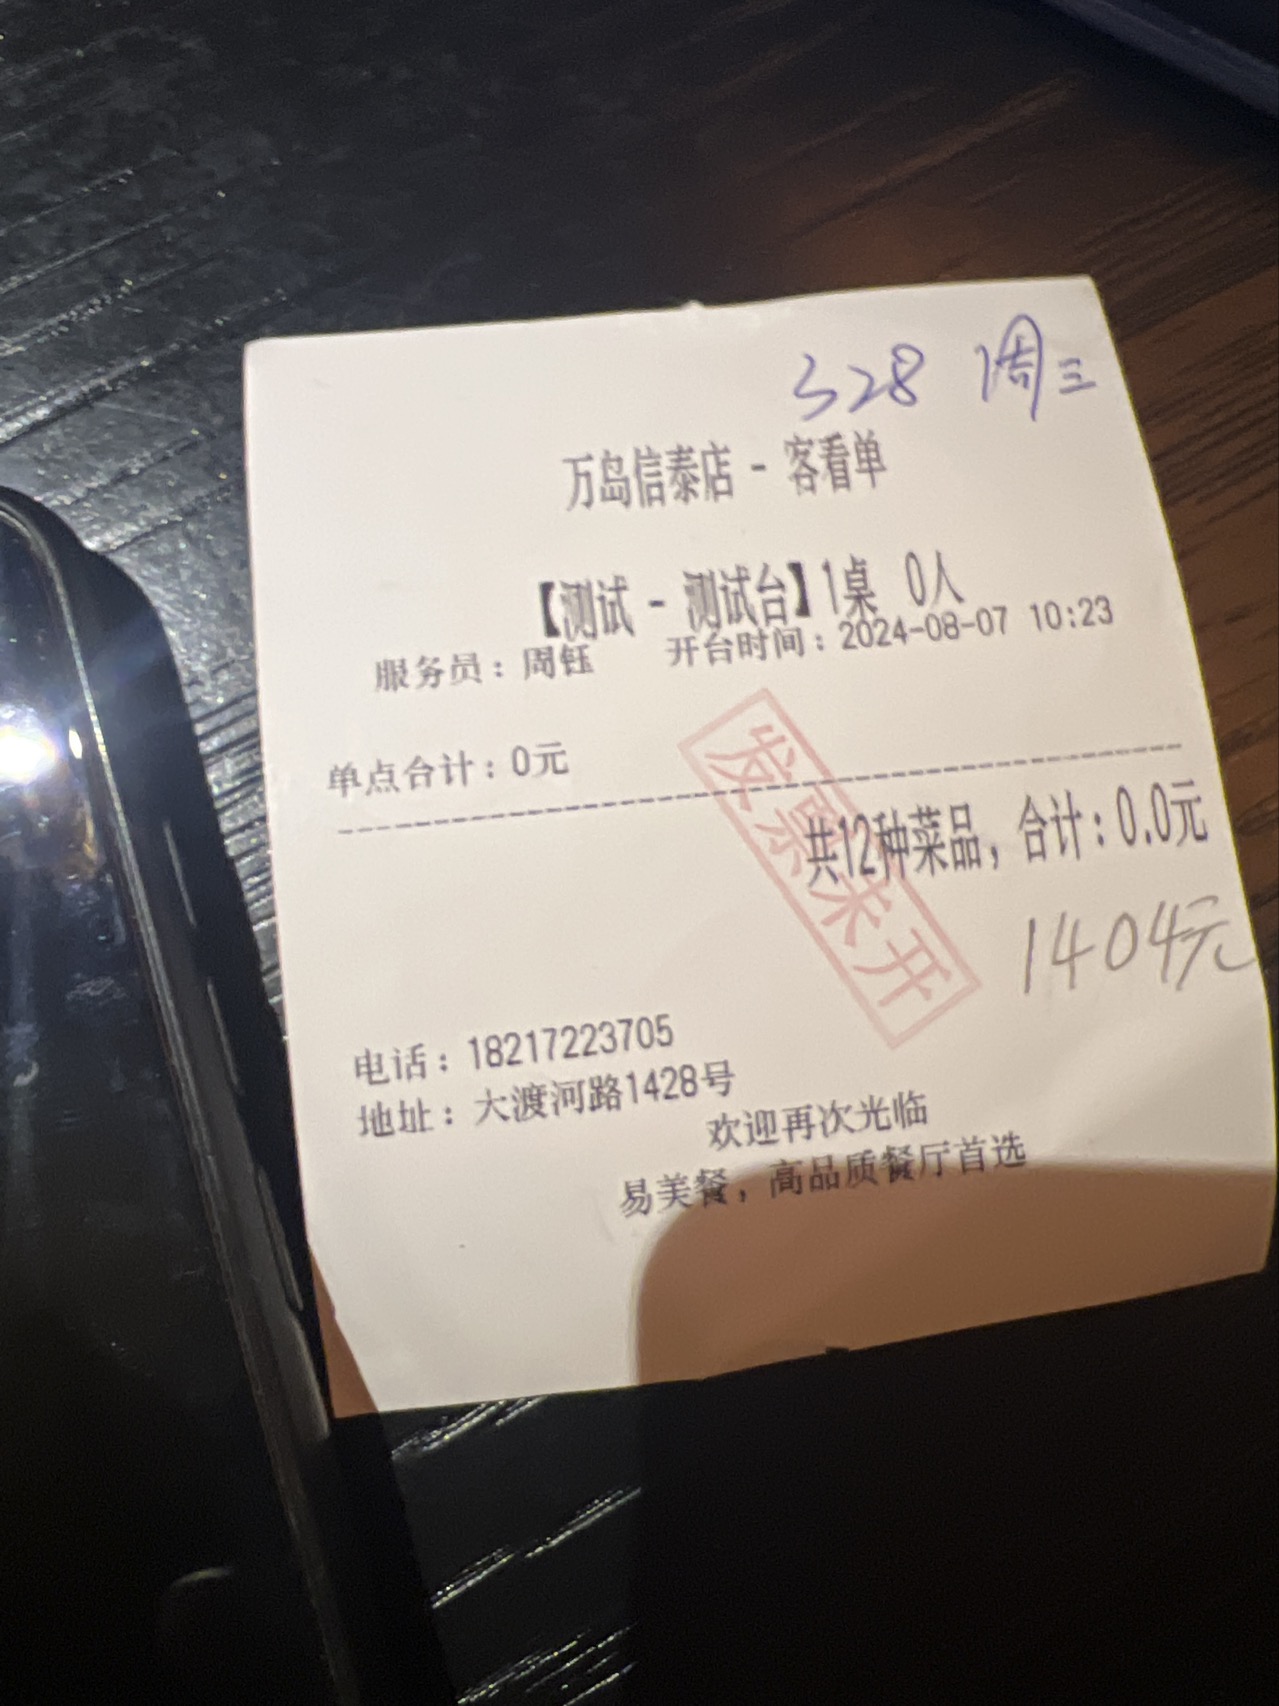 328 周三
万岛信泰店 - 客看单
【测试 - 测试台】1桌 0人
服务员：周钰 开台时间：2024-08-07 10:23
单点合计：0元
共12种菜品，合计：0.0元
发票未开
1404元
电话：18217223705
地址：大渡河路1428号
欢迎再次光临
易美餐，高品质餐厅首选